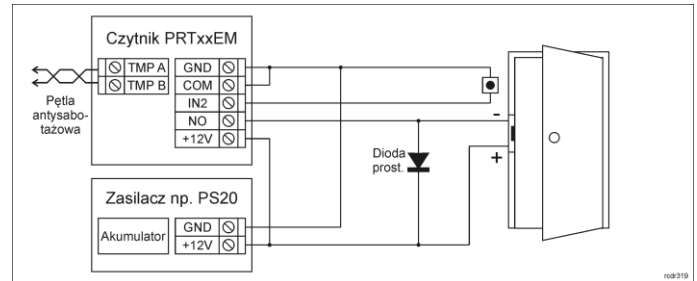 Czytnik PRTxxEM
TMP A
TMP B
GND
COM
IN2
NO
+12V
Pętla
antysabo-
tażowa
-
+
Dioda
prost.
Zasilacz np. PS20
Akumulator
GND
+12V
rodr319